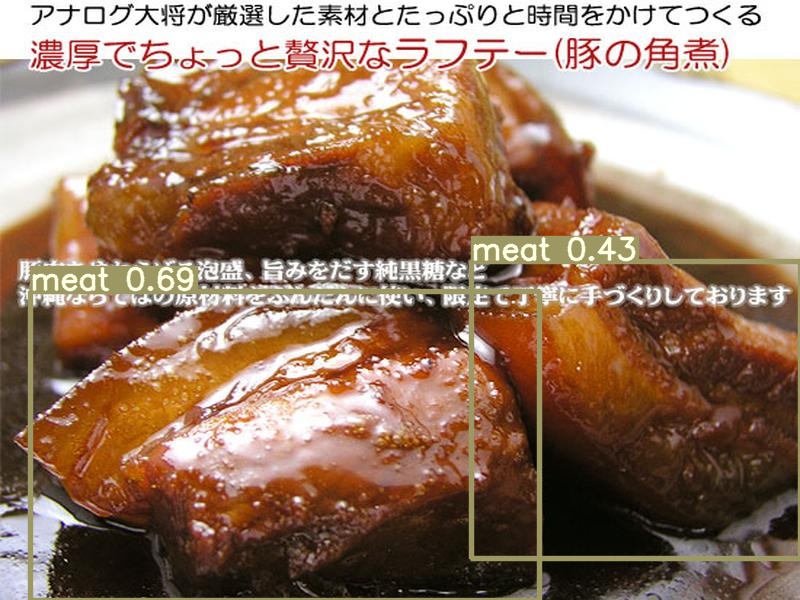 アナログ大将が厳選した素材とたっぷりと時間をかけてつくる
濃厚でちょっと贅沢なラフテー(豚の角煮)
泡盛、旨みをだす純黒糖など
meat 0.43
meat 0.69
沖縄ならではの原材料をふんだんに使い、限定で丁寧に手づくりしております